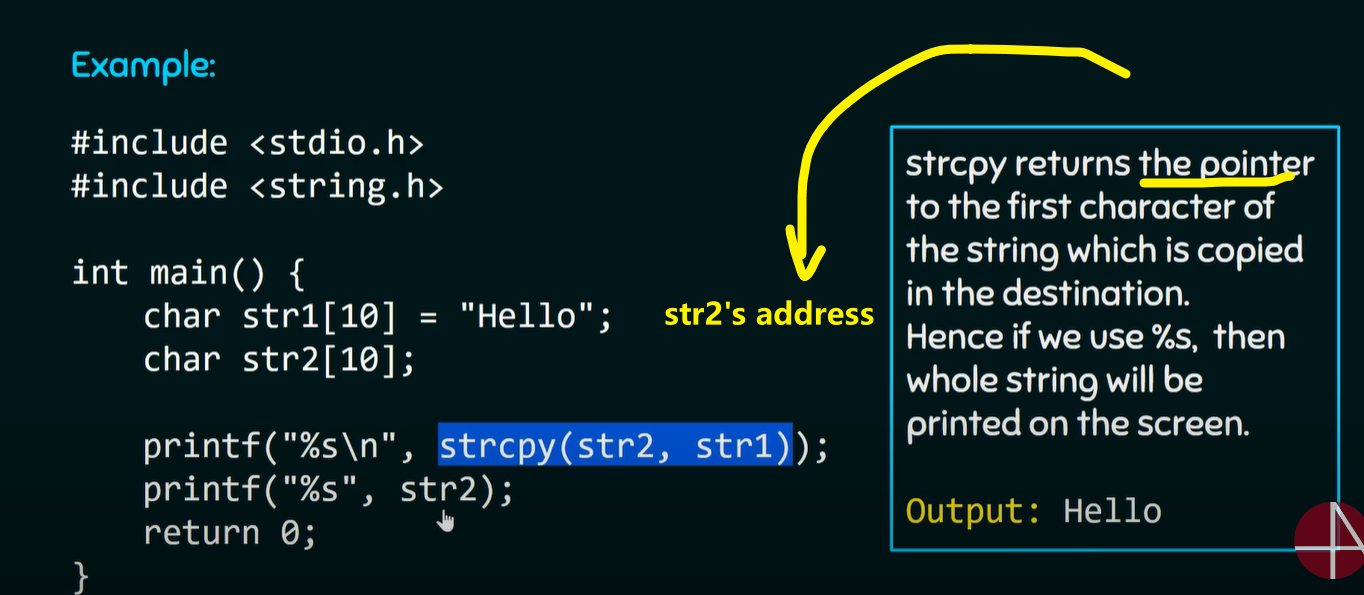 Example:
#include <stdio.h>
#include <string.h>
int main() {
char str1[10] = "Hello";
char str2[10];
printf("%s\n", strcpy(str2, str1));
printf("%s", str2);
return 0;
}
str2's address
strcpy returns the pointer
to the first character of
the string which is copied
in the destination.
Hence if we use %s, then
whole string will be
printed on the screen.
Output: Hello